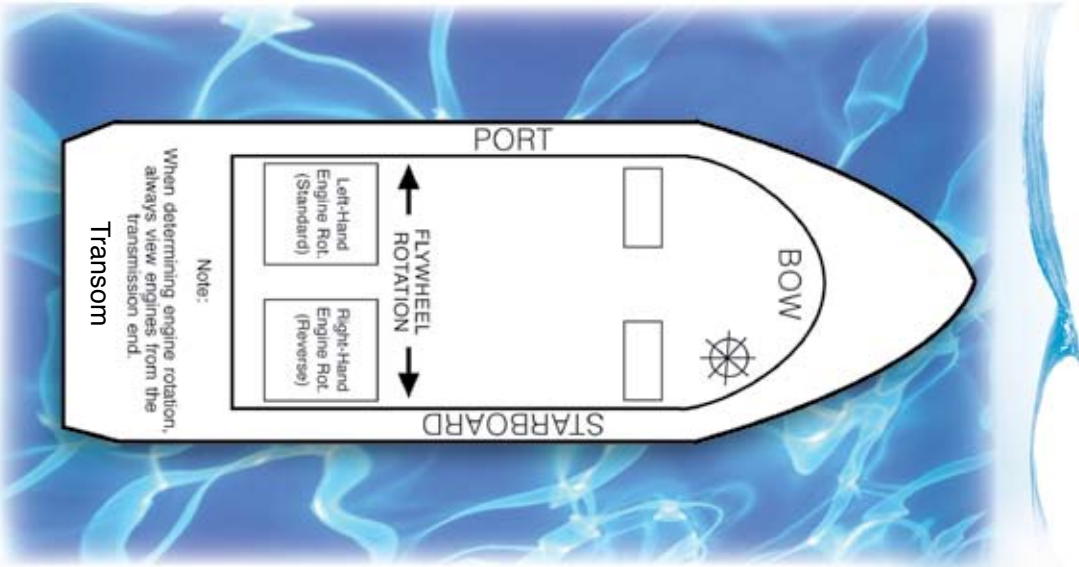 PORT
BOW
STARBOARD
FLYWHEEL
ROTATION
Left-Hand
Engine Rot.
(Standard)
Right-Hand
Engine Rot.
(Reverse)
Note:
When determining engine rotation,
always view engines from the
transmission end.
Transom